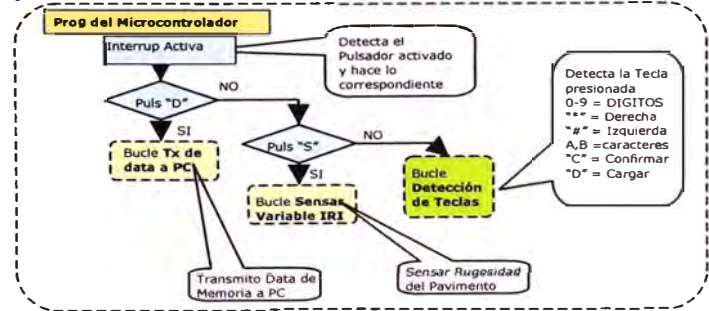 Prog del Microcontrolador
Interrup Activa
Detecta el
Pulsador activado
y hace lo
correspondiente
Puls "D"
NO
SI
Bucle Tx de
data a PC
Puls "S"
NO
SI
Bucle Sensar
Variable IRI
Bucle
Detección
de Teclas
Detecta la Tecla
presionada
0-9 = DIGITOS
"*" = Derecha
"#" = Izquierda
A,B =caracteres
"C" = Confirmar
"D" = Cargar
Transmito Data de
Memoria a PC
Sensar Rugosidad
del Pavimento